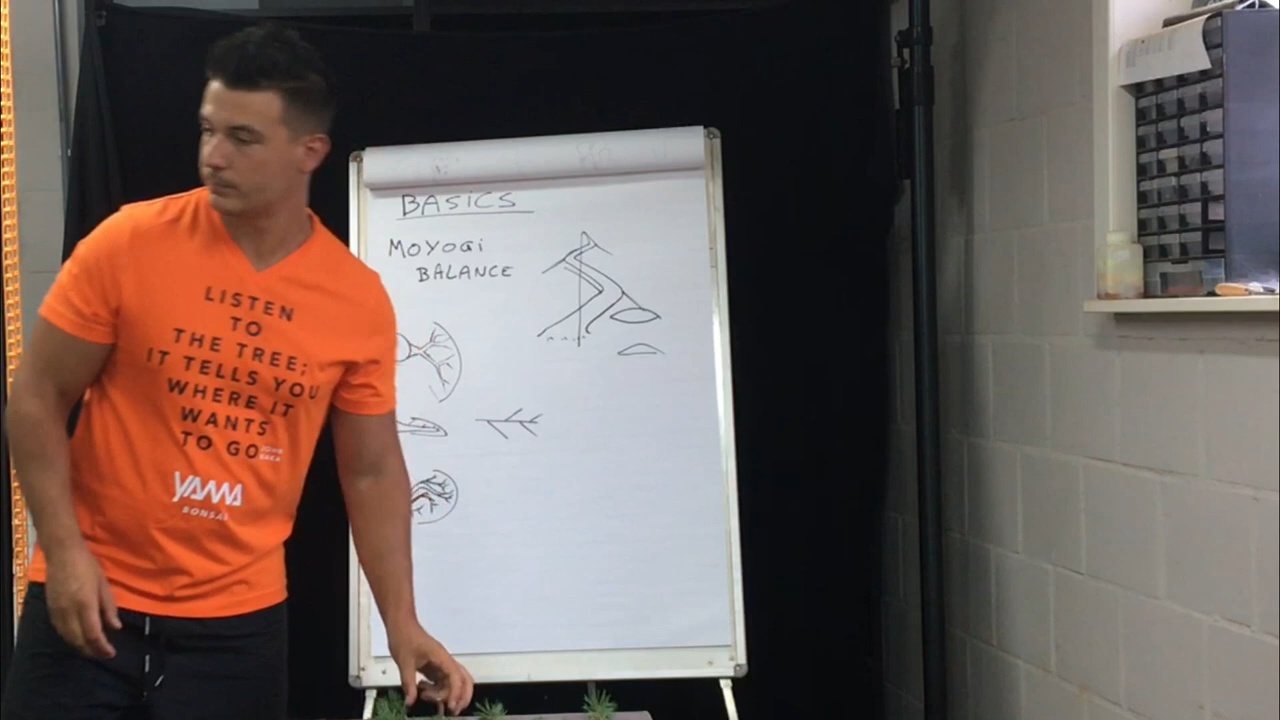 BASICS
MOYOGi
BALANCE
LISTEN
TO
THE TREE;
IT TELLS YOU
WHERE IT
WANTS
TO GO
YAMA
BONSAI